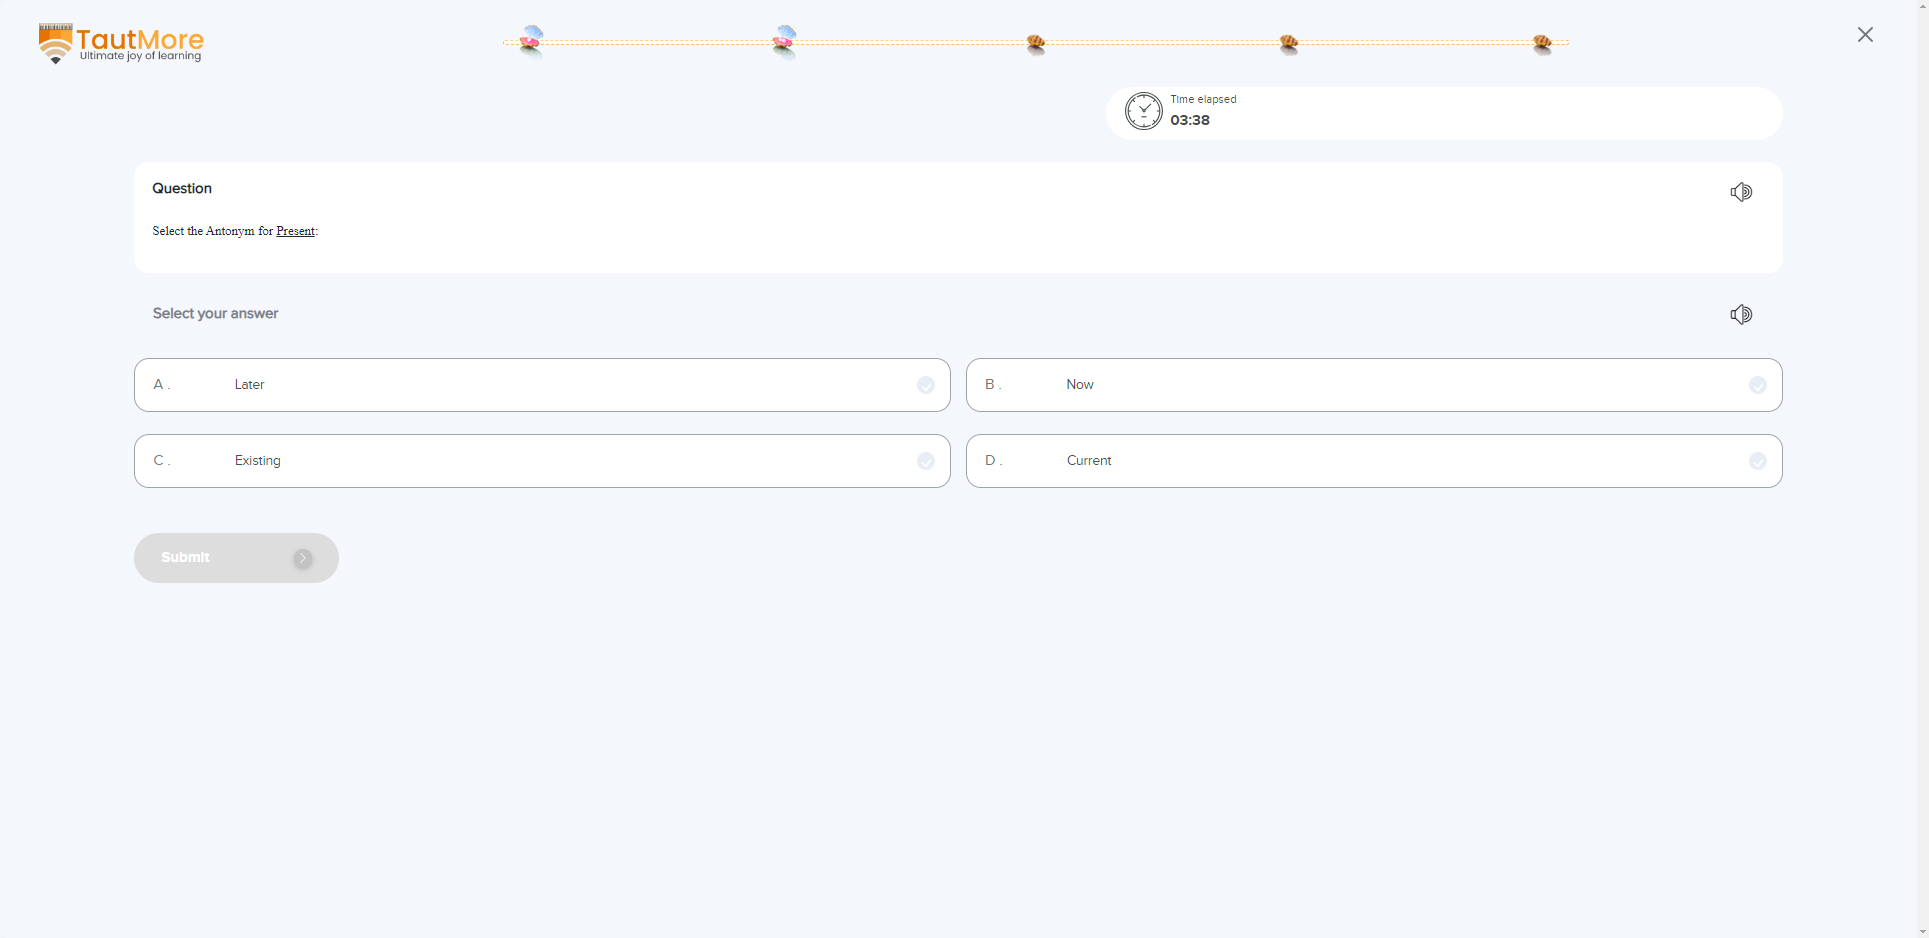 TautMore
Ultimate joy of learning
Time elapsed
03:38
Question
Select the Antonym for Present:
Select your answer
A . Later
B . Now
C . Existing
D . Current
Submit